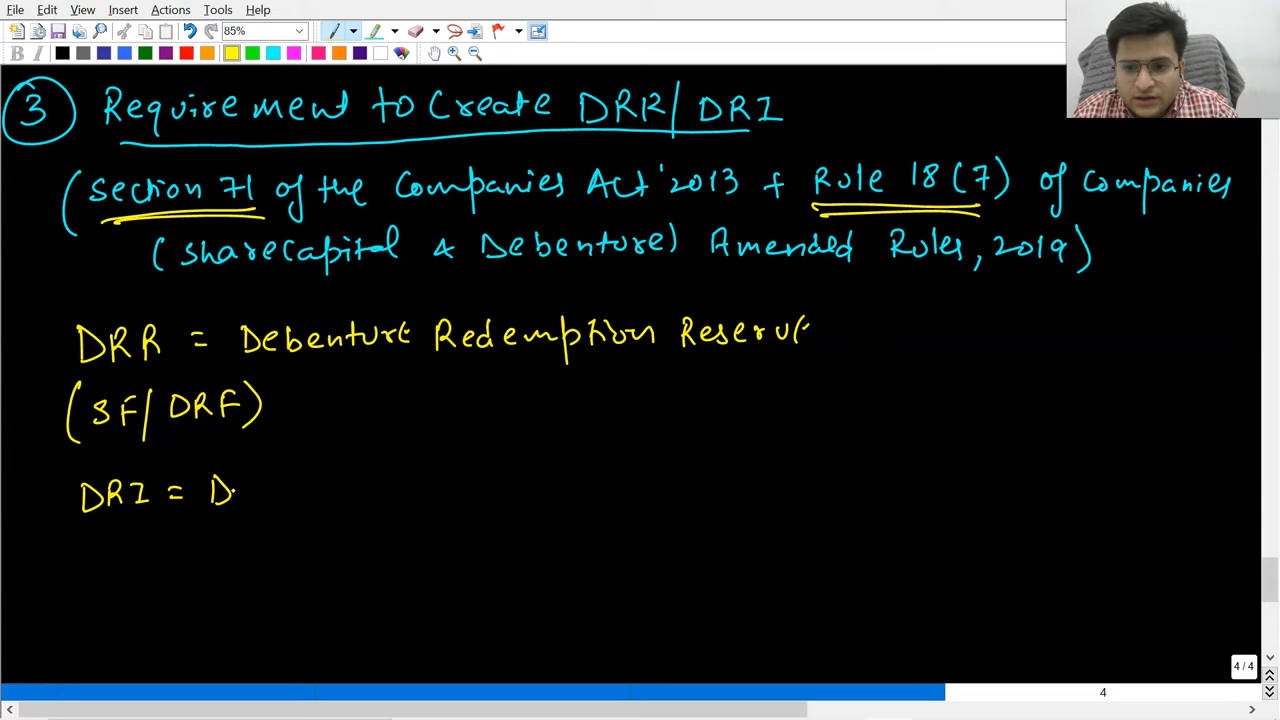 File Edit View Insert Actions Tools Help
85%
B I
3 Requirement to Create DRR/DRI
(Section 71 of the Companies Act'2013 + Rule 18(7) of Companies
(Sharecapital & Debenture) Amended Rules, 2019)
DRR = Debenture Redemption Reserve
(SF/DRF)
DRI = D
4 / 4
4